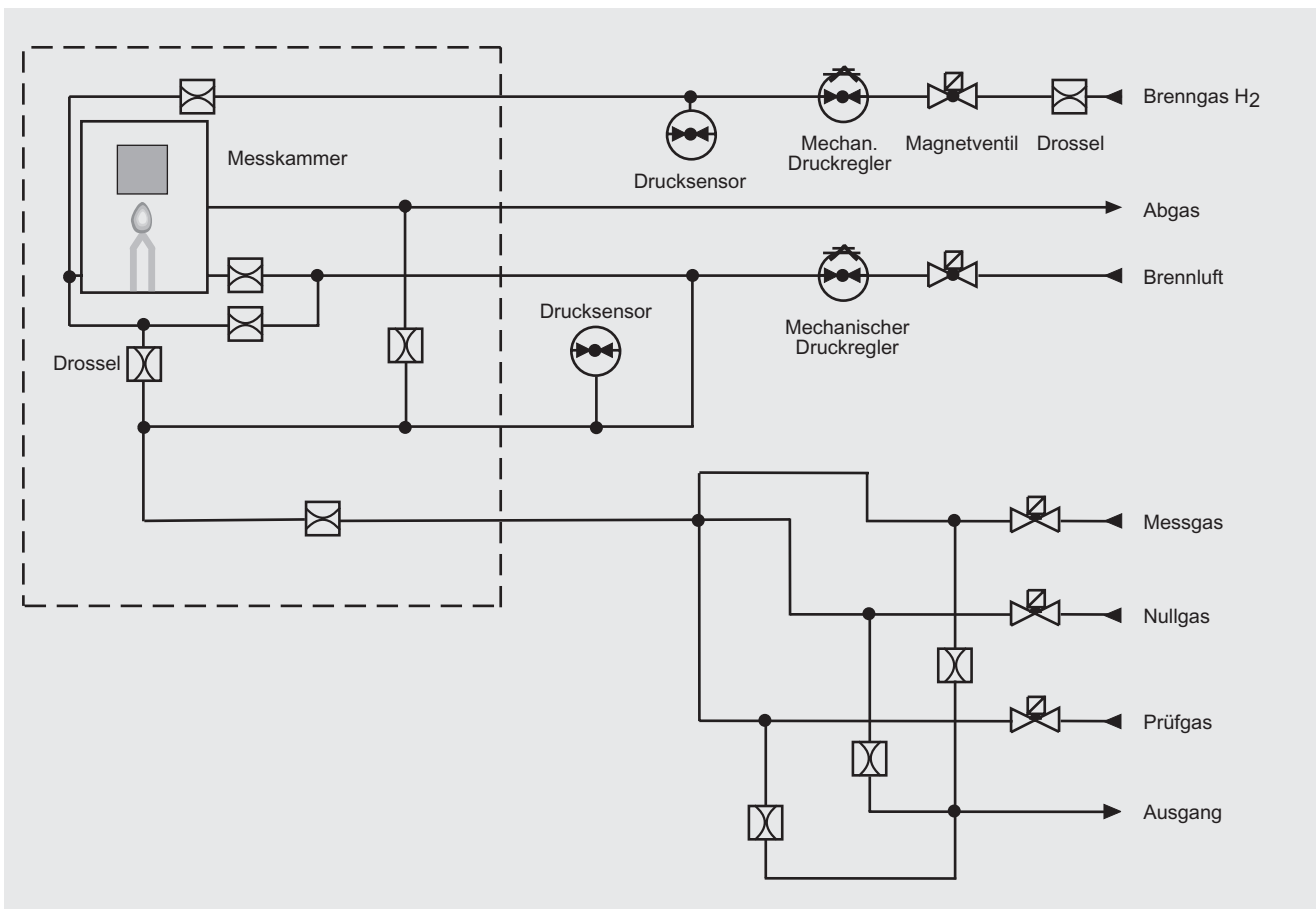 Brenngas H2
Messkammer
Mechan.
Druckregler
Magnetventil
Drossel
Drucksensor
Abgas
Brennluft
Drucksensor
Mechanischer
Druckregler
Drossel
Messgas
Nullgas
Prüfgas
Ausgang